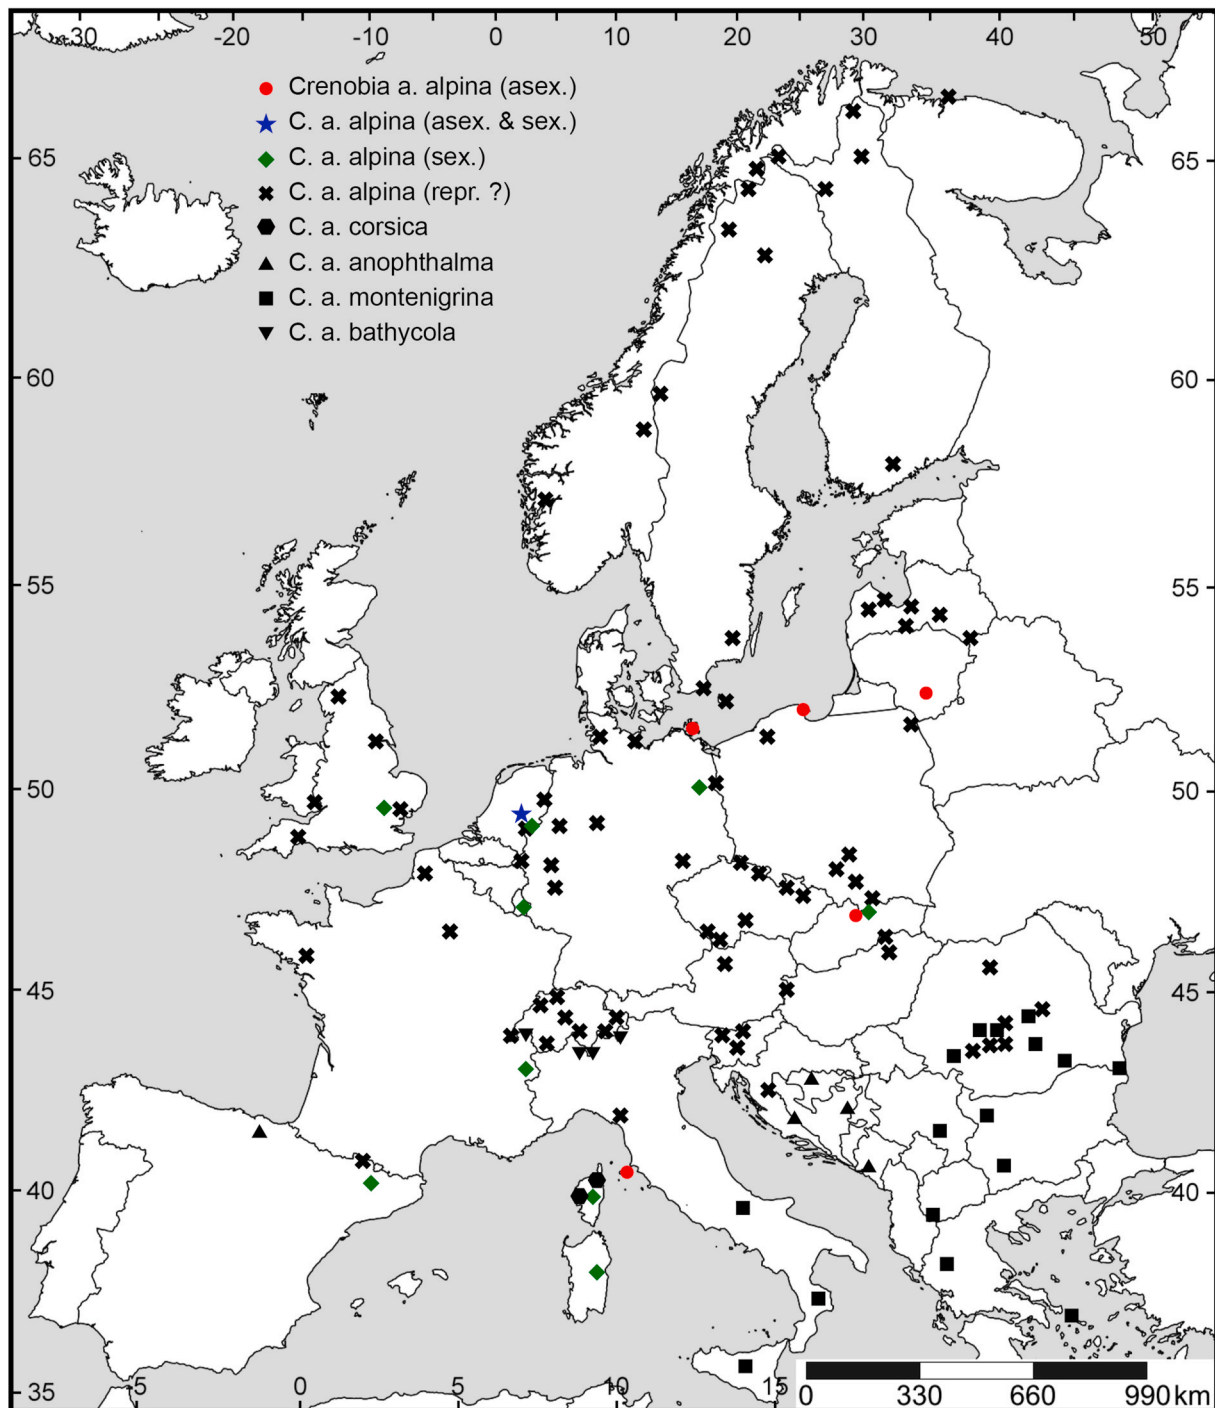 -30 -20 -10 0 10 20 30 40 50
Crenobia a. alpina (asex.)
C. a. alpina (asex. & sex.)
C. a. alpina (sex.)
C. a. alpina (repr. ?)
C. a. corsica
C. a. anophthalma
C. a. montenigrina
C. a. bathycola
65 65
60 60
55 55
50 50
45 45
40 40
35
-5 0 5 10 15
0 330 660 990 km